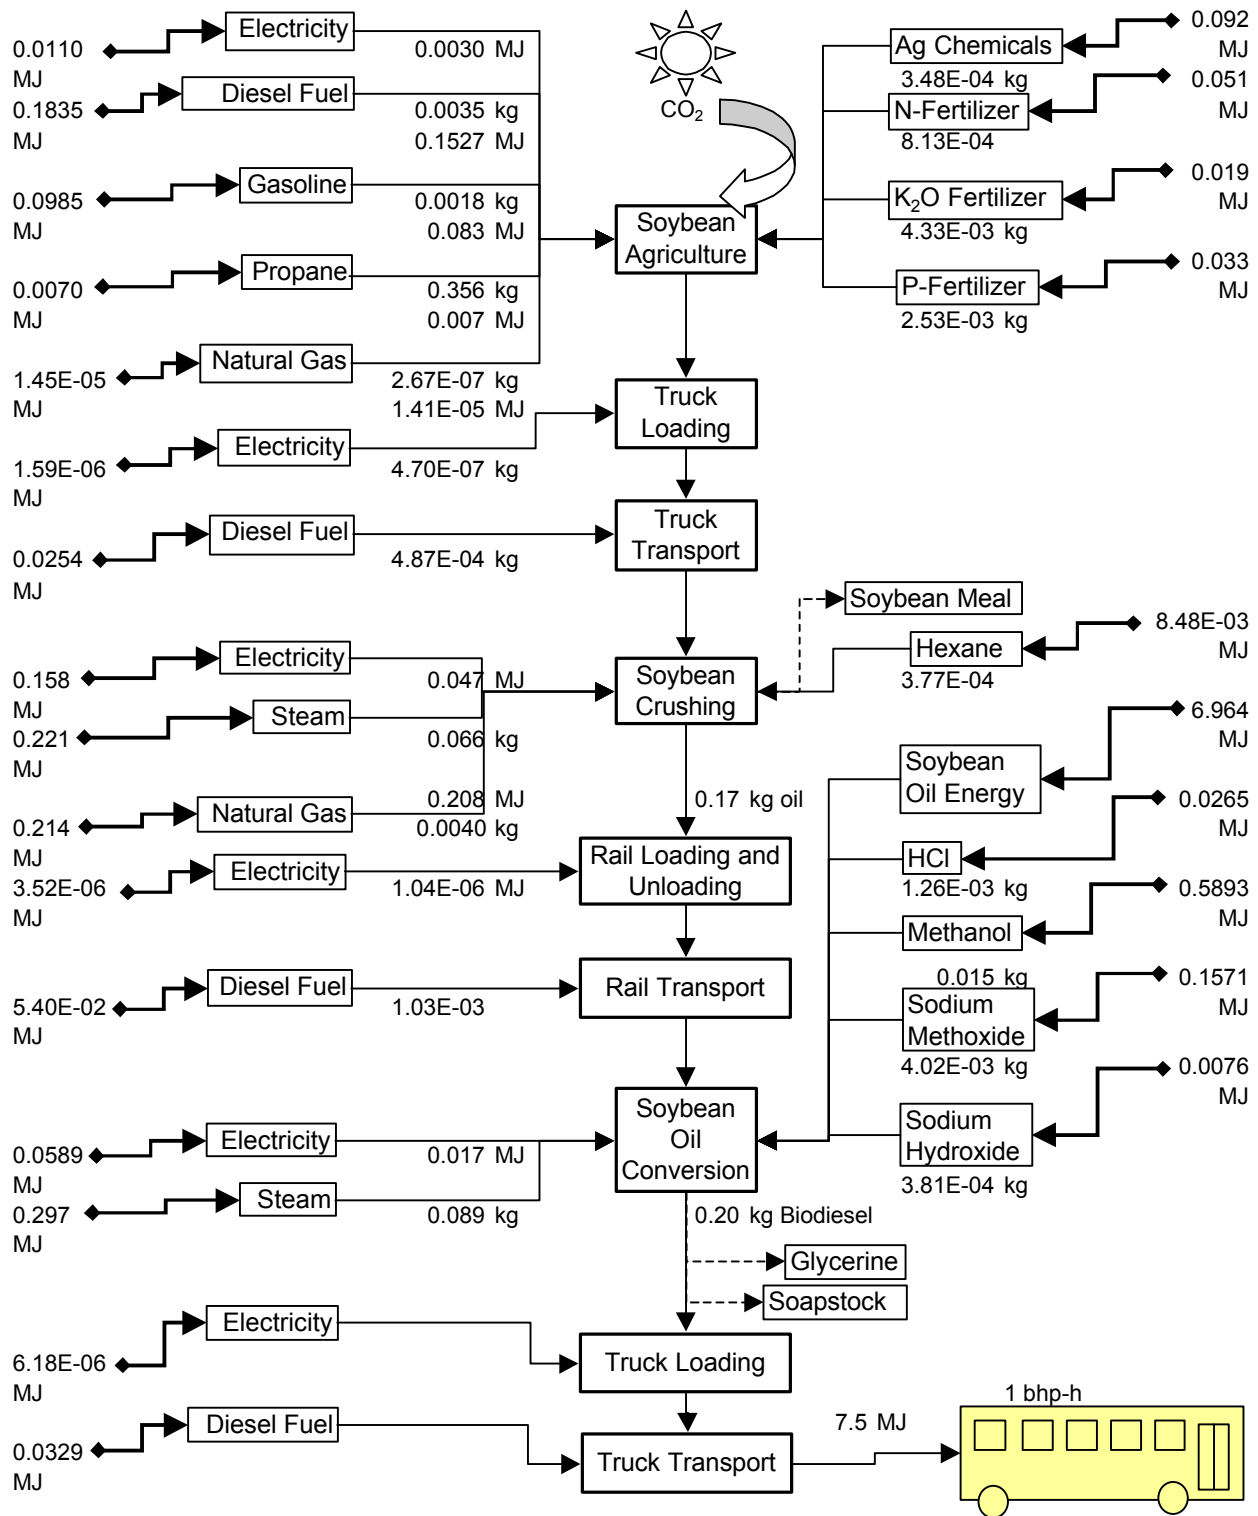 Electricity
0.0110
MJ
0.0030 MJ
Diesel Fuel
0.1835
MJ
0.0035 kg
0.1527 MJ
Gasoline
0.0985
MJ
0.0018 kg
0.083 MJ
Propane
0.0070
MJ
0.356 kg
0.007 MJ
Natural Gas
1.45E-05
MJ
2.67E-07 kg
1.41E-05 MJ
CO2
Soybean
Agriculture
0.092
MJ
Ag Chemicals
3.48E-04 kg
0.051
MJ
N-Fertilizer
8.13E-04
0.019
MJ
K2O Fertilizer
4.33E-03 kg
0.033
MJ
P-Fertilizer
2.53E-03 kg
Truck
Loading
Electricity
1.59E-06
MJ
4.70E-07 kg
Truck
Transport
Diesel Fuel
0.0254
MJ
4.87E-04 kg
Soybean Meal
Hexane
8.48E-03
MJ
3.77E-04
Electricity
0.158
MJ
0.047 MJ
Steam
0.221
MJ
0.066 kg
Soybean
Crushing
Natural Gas
0.214
MJ
0.208 MJ
0.0040 kg
0.17 kg oil
Electricity
3.52E-06
MJ
1.04E-06 MJ
Rail Loading and
Unloading
Diesel Fuel
5.40E-02
MJ
1.03E-03
Rail Transport
6.964
MJ
Soybean
Oil Energy
0.0265
MJ
HCl
1.26E-03 kg
0.5893
MJ
Methanol
0.015 kg
0.1571
MJ
Sodium
Methoxide
4.02E-03 kg
0.0076
MJ
Sodium
Hydroxide
3.81E-04 kg
Soybean
Oil
Conversion
Electricity
0.0589
MJ
0.017 MJ
Steam
0.297
MJ
0.089 kg
0.20 kg Biodiesel
Glycerine
Soapstock
Electricity
6.18E-06
MJ
Truck Loading
Diesel Fuel
0.0329
MJ
Truck Transport
7.5 MJ
1 bhp-h